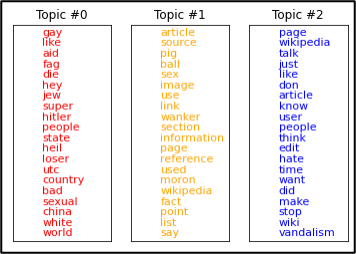 Topic #0
gay
like
aid
fag
die
hey
jew
super
hitler
people
state
heil
loser
utc
country
bad
sexual
china
white
world
Topic #1
article
source
pig
ball
sex
image
use
link
wanker
section
information
page
reference
used
moron
wikipedia
fact
point
list
say
Topic #2
page
wikipedia
talk
just
like
don
article
know
user
people
think
edit
hate
time
want
did
make
stop
wiki
vandalism